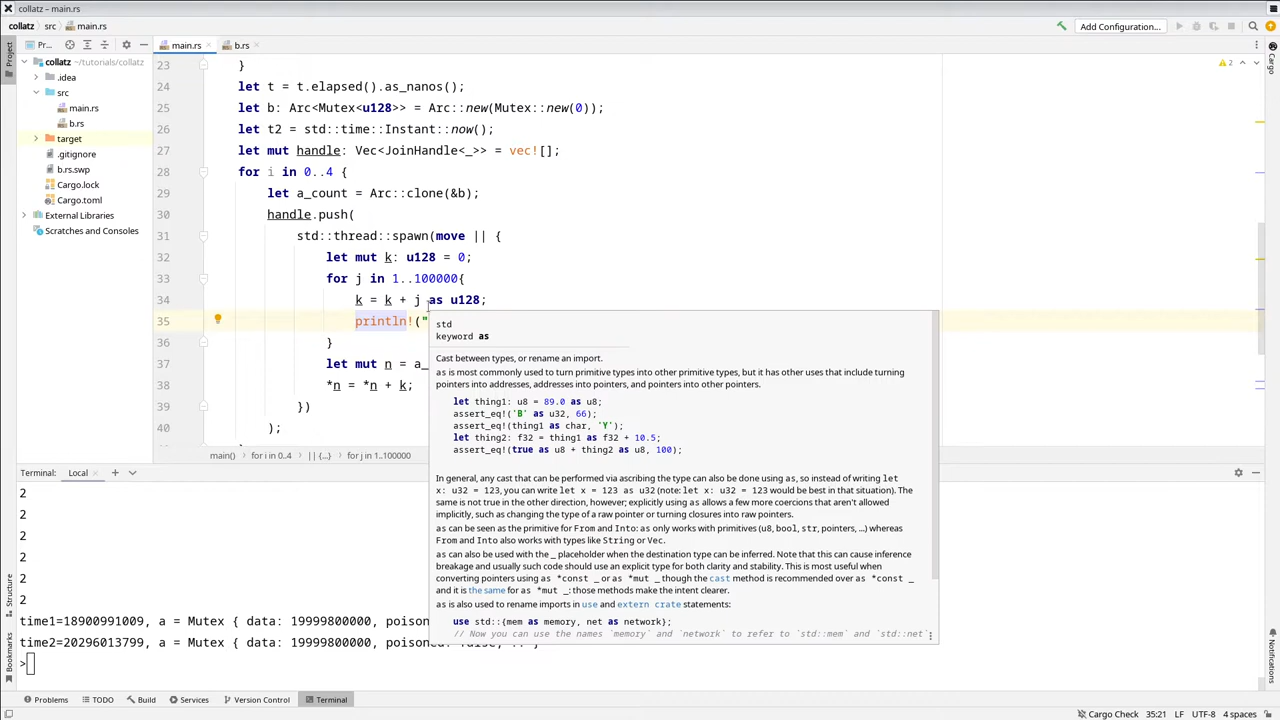 collatz – main.rs
collatz
src
main.rs
Add Configuration...
Pr...
main.rs
b.rs
Project
Cargo
collatz ~/tutorials/collatz
.idea
src
main.rs
b.rs
target
.gitignore
b.rs.swp
Cargo.lock
Cargo.toml
External Libraries
Scratches and Consoles
2
23 }
24 let t = t.elapsed().as_nanos();
25 let b: Arc<Mutex<u128>> = Arc::new(Mutex::new(0));
26 let t2 = std::time::Instant::now();
27 let mut handle: Vec<JoinHandle<_>> = vec![];
28 for i in 0..4 {
29 let a_count = Arc::clone(&b);
30 handle.push(
31 std::thread::spawn(move || {
32 let mut k: u128 = 0;
33 for j in 1..100000{
34 k = k + j as u128;
35 println!("
36 }
37 let mut n = a_
38 *n = *n + k;
39 })
40 );
main()
for i in 0..4
|| {...}
for j in 1..100000
std
keyword as
Cast between types, or rename an import.
as is most commonly used to turn primitive types into other primitive types, but it has other uses that include turning
pointers into addresses, addresses into pointers, and pointers into other pointers.
let thing1: u8 = 89.0 as u8;
assert_eq!('B' as u32, 66);
assert_eq!(thing1 as char, 'Y');
let thing2: f32 = thing1 as f32 + 10.5;
assert_eq!(true as u8 + thing2 as u8, 100);
In general, any cast that can be performed via ascribing the type can also be done using as, so instead of writing let
x: u32 = 123, you can write let x = 123 as u32 (note: let x: u32 = 123 would be best in that situation). The
same is not true in the other direction, however; explicitly using as allows a few more coercions that aren't allowed
implicitly, such as changing the type of a raw pointer or turning closures into raw pointers.
as can be seen as the primitive for From and Into: as only works with primitives (u8, bool, str, pointers, ...) whereas
From and Into also works with types like String or Vec.
as can also be used with the _ placeholder when the destination type can be inferred. Note that this can cause inference
breakage and usually such code should use an explicit type for both clarity and stability. This is most useful when
converting pointers using as *const _ or as *mut _ though the cast method is recommended over as *const _
and it is the same for as *mut _: those methods make the intent clearer.
as is also used to rename imports in use and extern crate statements:
use std::{mem as memory, net as network};
// Now you can use the names `memory` and `network` to refer to `std::mem` and `std::net`
Terminal:
Local
2
2
2
2
2
2
time1=18900991009, a = Mutex { data: 19999800000, poison
time2=20296013799, a = Mutex { data: 19999800000, poisoned
>
Structure
Bookmarks
Notifications
Problems
TODO
Build
Services
Version Control
Terminal
Cargo Check
35:21
LF
UTF-8
4 spaces